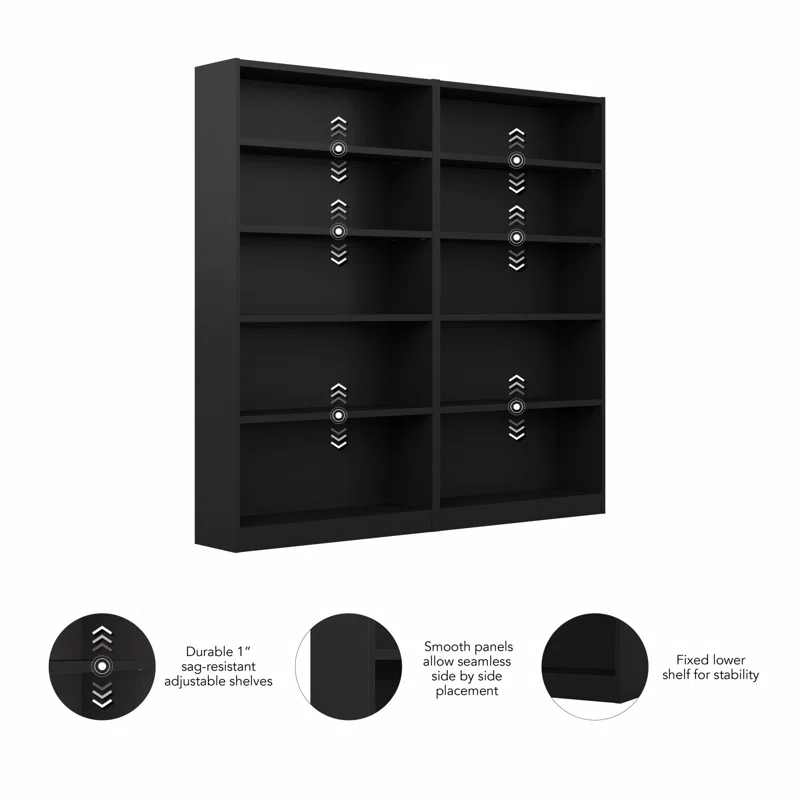 Durable 1"
sag-resistant
adjustable shelves
Smooth panels
allow seamless
side by side
placement
Fixed lower
shelf for stability